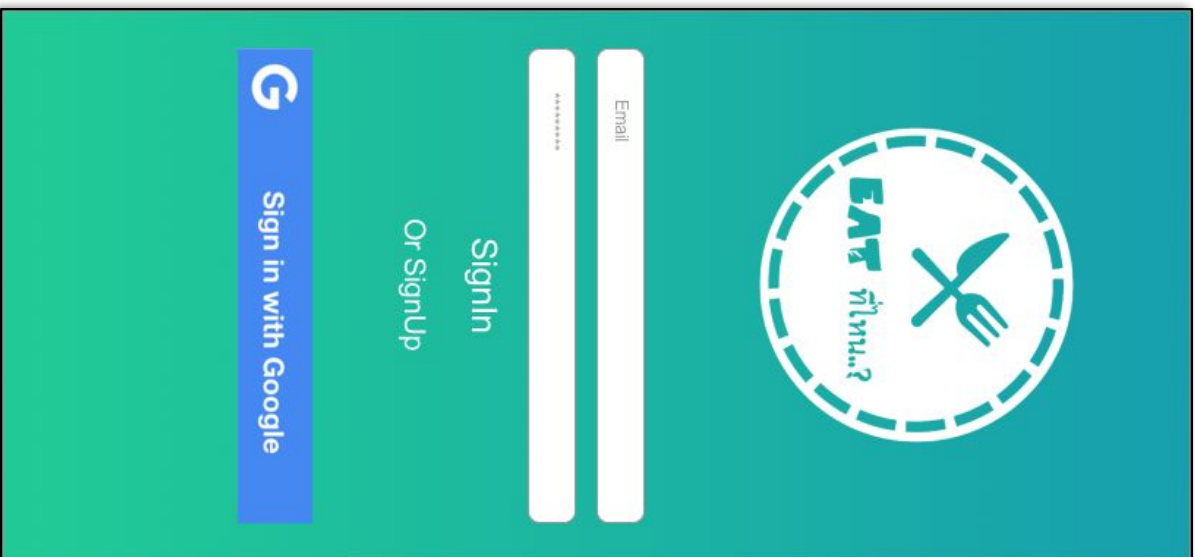 EAT ที่ไหน..?
Email
*********
SignIn
Or SignUp
G Sign in with Google